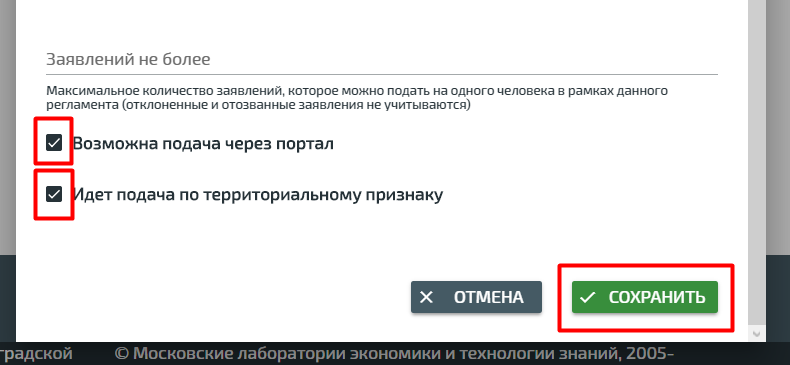 Заявлений не более
Максимальное количество заявлений, которое можно подать на одного человека в рамках данного
регламента (отклоненные и отозванные заявления не учитываются)
Возможна подача через портал
Идет подача по территориальному признаку
ОТМЕНА
СОХРАНИТЬ
градской
© Московские лаборатории экономики и технологии знаний, 2005-